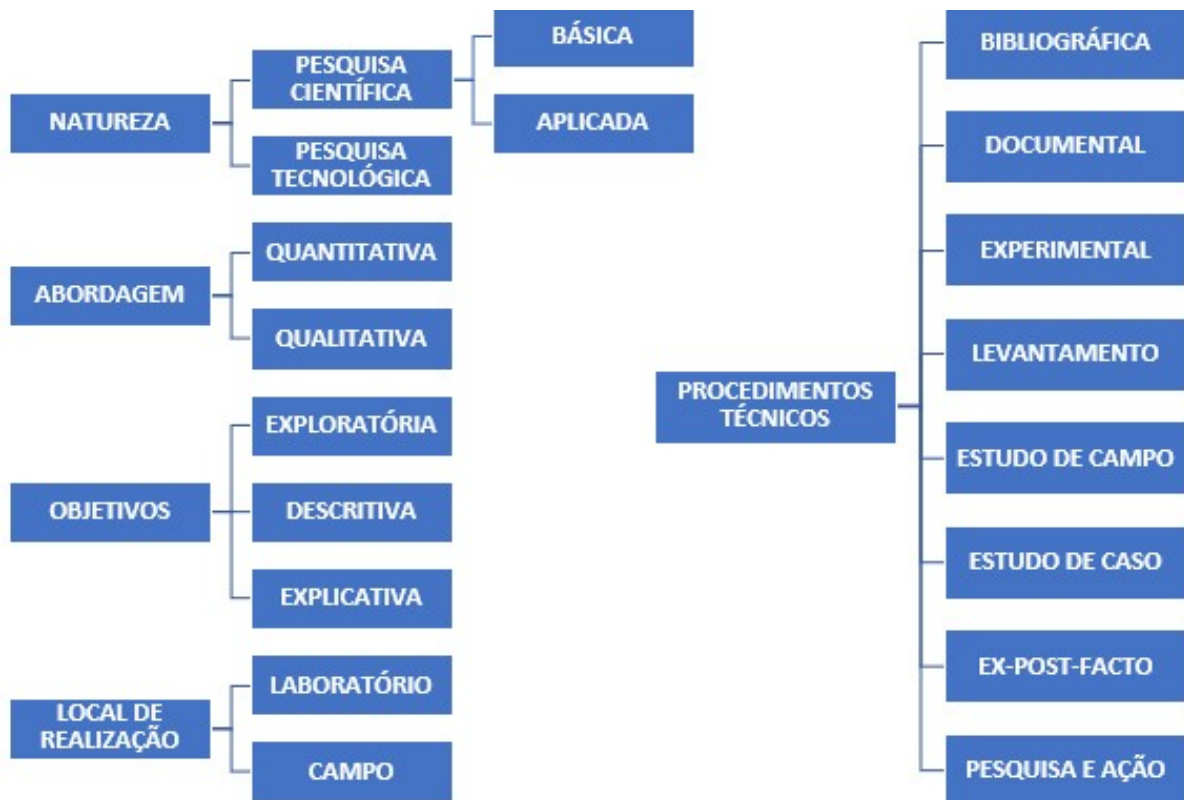 NATUREZA
PESQUISA
CIENTÍFICA
BÁSICA
APLICADA
PESQUISA
TECNOLÓGICA
ABORDAGEM
QUANTITATIVA
QUALITATIVA
OBJETIVOS
EXPLORATÓRIA
DESCRITIVA
EXPLICATIVA
LOCAL DE
REALIZAÇÃO
LABORATÓRIO
CAMPO
PROCEDIMENTOS
TÉCNICOS
BIBLIOGRÁFICA
DOCUMENTAL
EXPERIMENTAL
LEVANTAMENTO
ESTUDO DE CAMPO
ESTUDO DE CASO
EX-POST-FACTO
PESQUISA E AÇÃO